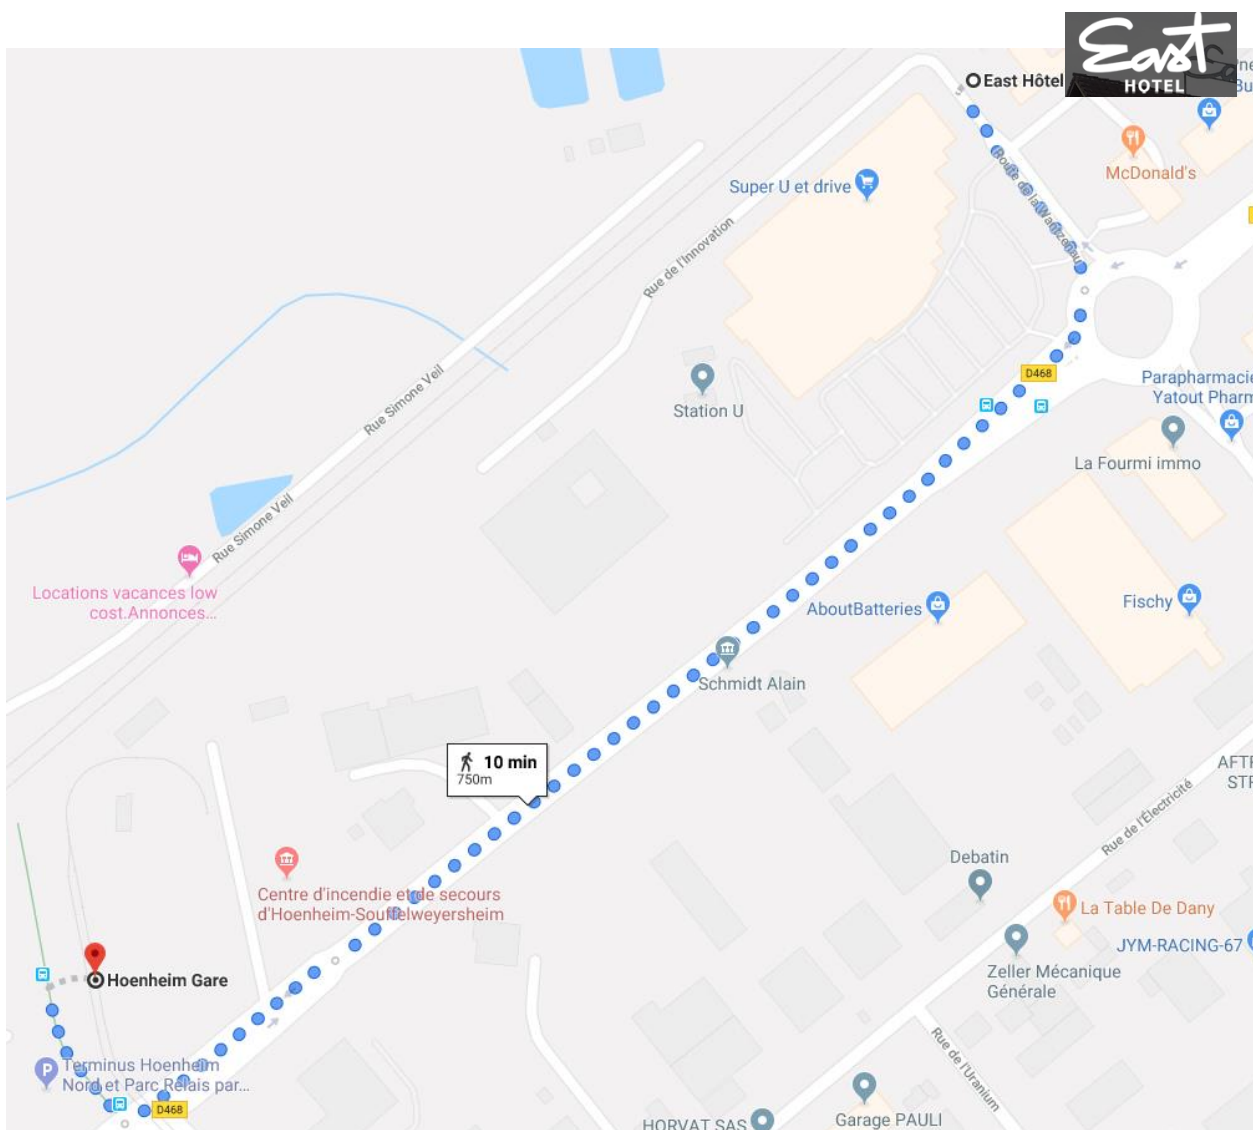 East
HOTEL
East Hôtel
McDonald's
Super U et drive
Route de la Wantzenau
Rue de l'Innovation
D468
Parapharmacie
Yatout Pharm
Rue Simone Veil
Station U
La Fourmi immo
Rue Simone Veil
Locations vacances low
cost.Annonces...
AboutBatteries
Fischy
Schmidt Alain
10 min
750m
AFTE
STR
Rue de l'Électricité
Debatin
Centre d'incendie et de secours
d'Hoenheim-Souffelweyersheim
La Table De Dany
JYM-RACING-67
Hoenheim Gare
Zeller Mécanique
Générale
Rue de l'Uranium
P
Terminus Hoenheim
Nord et Parc Relais par...
D468
Garage PAULI
HORVAT SAS